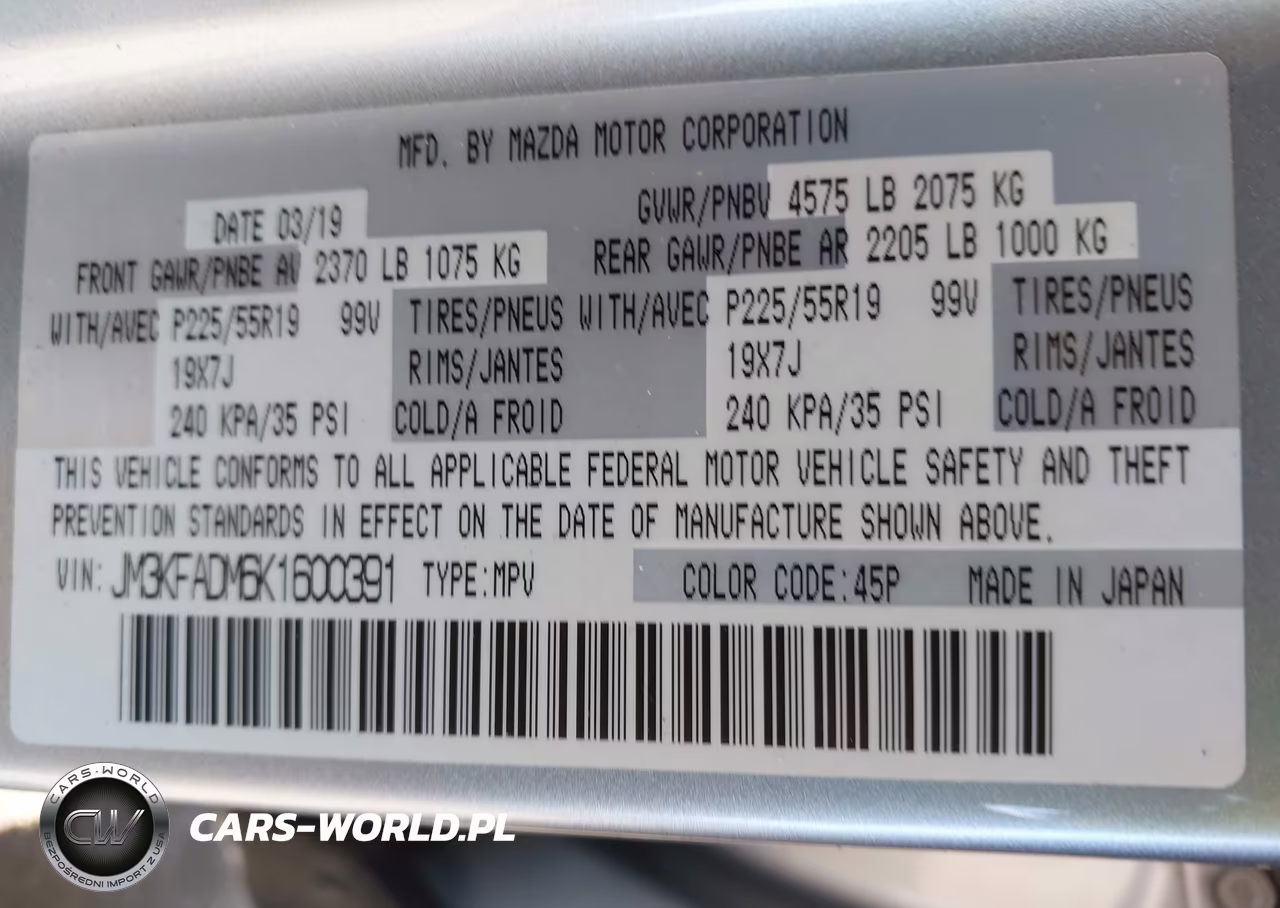 MFD. BY MAZDA MOTOR CORPORATION
DATE 03/19 GVWR/PNBV 4575 LB 2075 KG
FRONT GAWR/PNBE AV 2370 LB 1075 KG REAR GAWR/PNBE AR 2205 LB 1000 KG
WITH/AVEC P225/55R19 99V TIRES/PNEUS WITH/AVEC P225/55R19 99V TIRES/PNEUS
19X7J RIMS/JANTES 19X7J RIMS/JANTES
240 KPA/35 PSI COLD/A FROID 240 KPA/35 PSI COLD/A FROID
THIS VEHICLE CONFORMS TO ALL APPLICABLE FEDERAL MOTOR VEHICLE SAFETY AND THEFT
PREVENTION STANDARDS IN EFFECT ON THE DATE OF MANUFACTURE SHOWN ABOVE.
VIN: JM3KFADM6K1600391 TYPE:MPV COLOR CODE:45P MADE IN JAPAN
CARS-WORLD
CW
BEZPOŚREDNI IMPORT Z USA
CARS-WORLD.PL